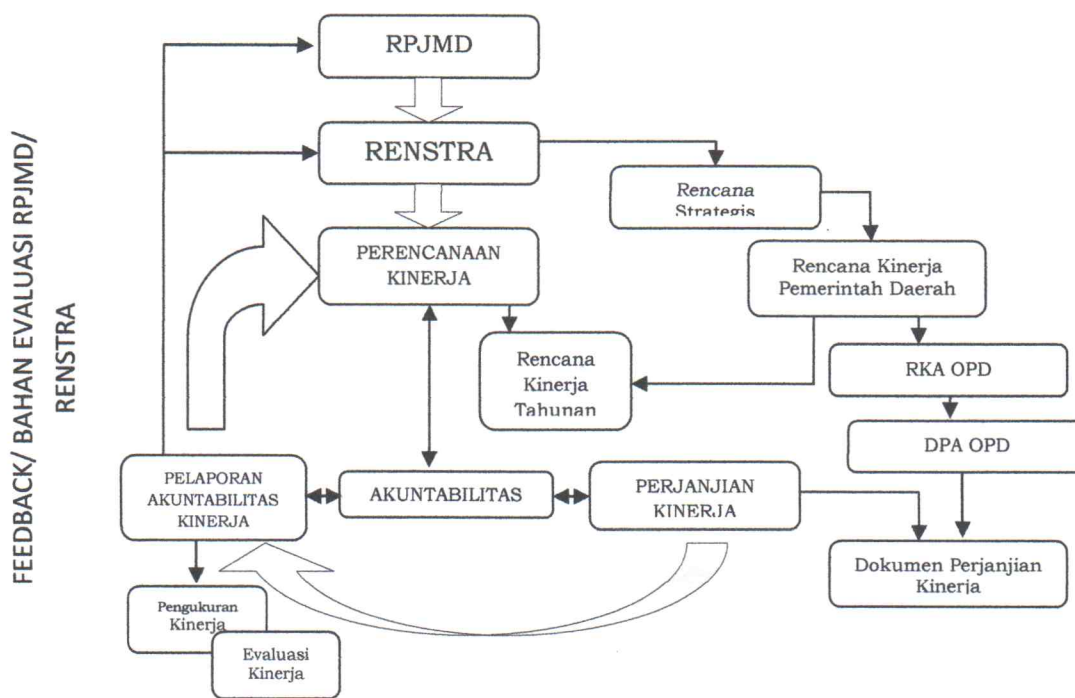 FEEDBACK/ BAHAN EVALUASI RPJMD/
RENSTRA
RPJMD
RENSTRA
Rencana
Strategis
PERENCANAAN
KINERJA
Rencana Kinerja
Pemerintah Daerah
Rencana
Kinerja
Tahunan
RKA OPD
DPA OPD
PELAPORAN
AKUNTABILITAS
KINERJA
AKUNTABILITAS
PERJANJIAN
KINERJA
Dokumen Perjanjian
Kinerja
Pengukuran
Kinerja
Evaluasi
Kinerja